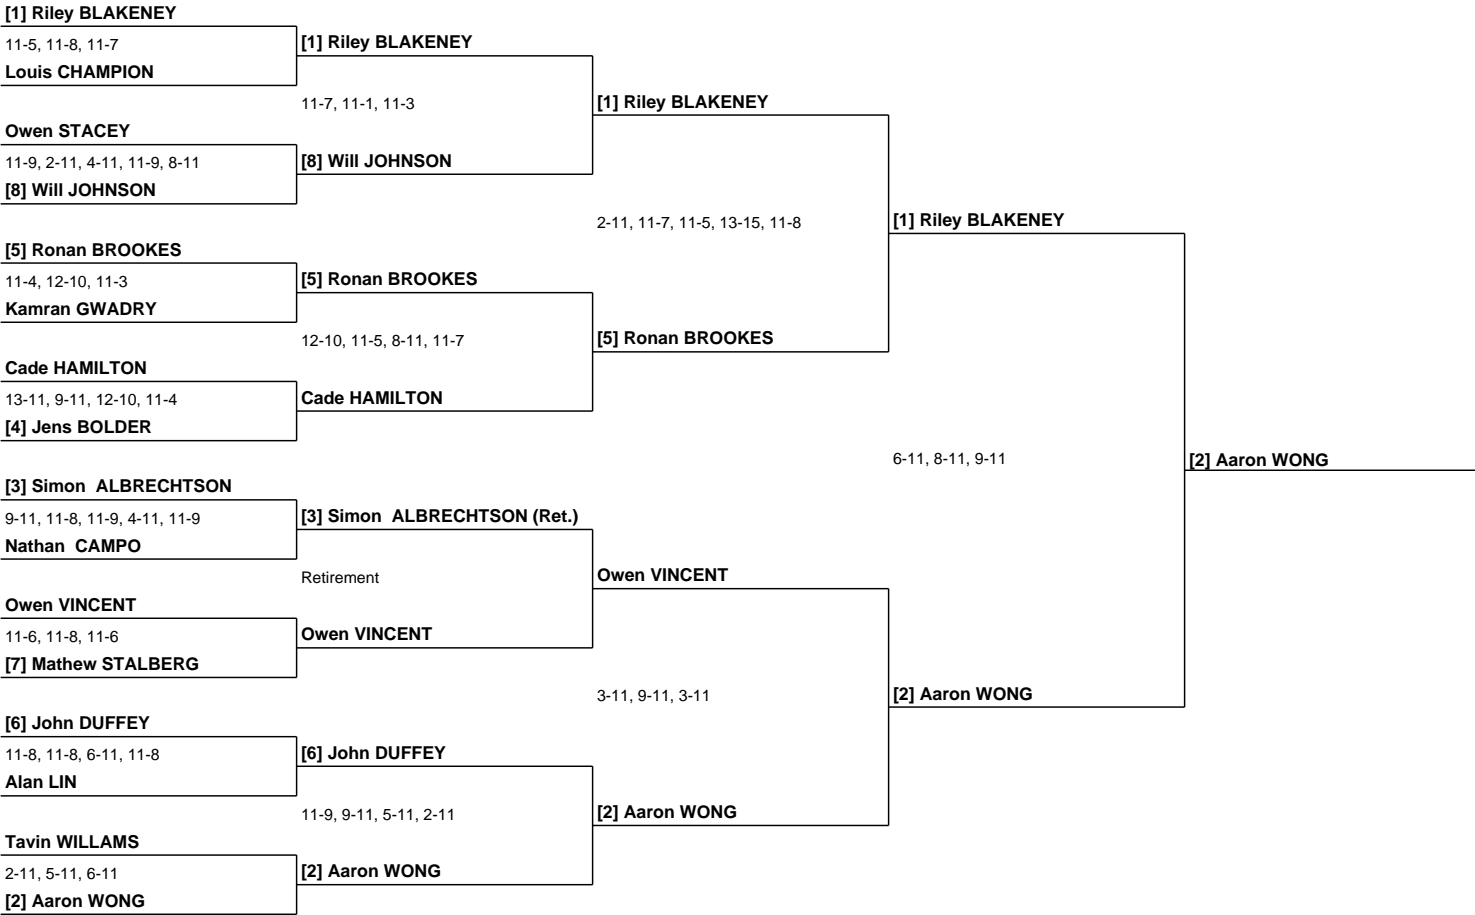 [1] Riley BLAKENEY
11-5, 11-8, 11-7
Louis CHAMPION
Owen STACEY
11-9, 2-11, 4-11, 11-9, 8-11
[8] Will JOHNSON
[5] Ronan BROOKES
11-4, 12-10, 11-3
Kamran GWADRY
Cade HAMILTON
13-11, 9-11, 12-10, 11-4
[4] Jens BOLDER
[3] Simon  ALBRECHTSON
9-11, 11-8, 11-9, 4-11, 11-9
Nathan  CAMPO
Owen VINCENT
11-6, 11-8, 11-6
[7] Mathew STALBERG
[6] John DUFFEY
11-8, 11-8, 6-11, 11-8
Alan LIN
Tavin WILLAMS
2-11, 5-11, 6-11
[2] Aaron WONG
[1] Riley BLAKENEY
11-7, 11-1, 11-3
[8] Will JOHNSON
[5] Ronan BROOKES
12-10, 11-5, 8-11, 11-7
Cade HAMILTON
[3] Simon  ALBRECHTSON (Ret.)
Retirement
Owen VINCENT
[6] John DUFFEY
11-9, 9-11, 5-11, 2-11
[2] Aaron WONG
[1] Riley BLAKENEY
2-11, 11-7, 11-5, 13-15, 11-8
[5] Ronan BROOKES
Owen VINCENT
3-11, 9-11, 3-11
[2] Aaron WONG
[1] Riley BLAKENEY
6-11, 8-11, 9-11
[2] Aaron WONG
[2] Aaron WONG